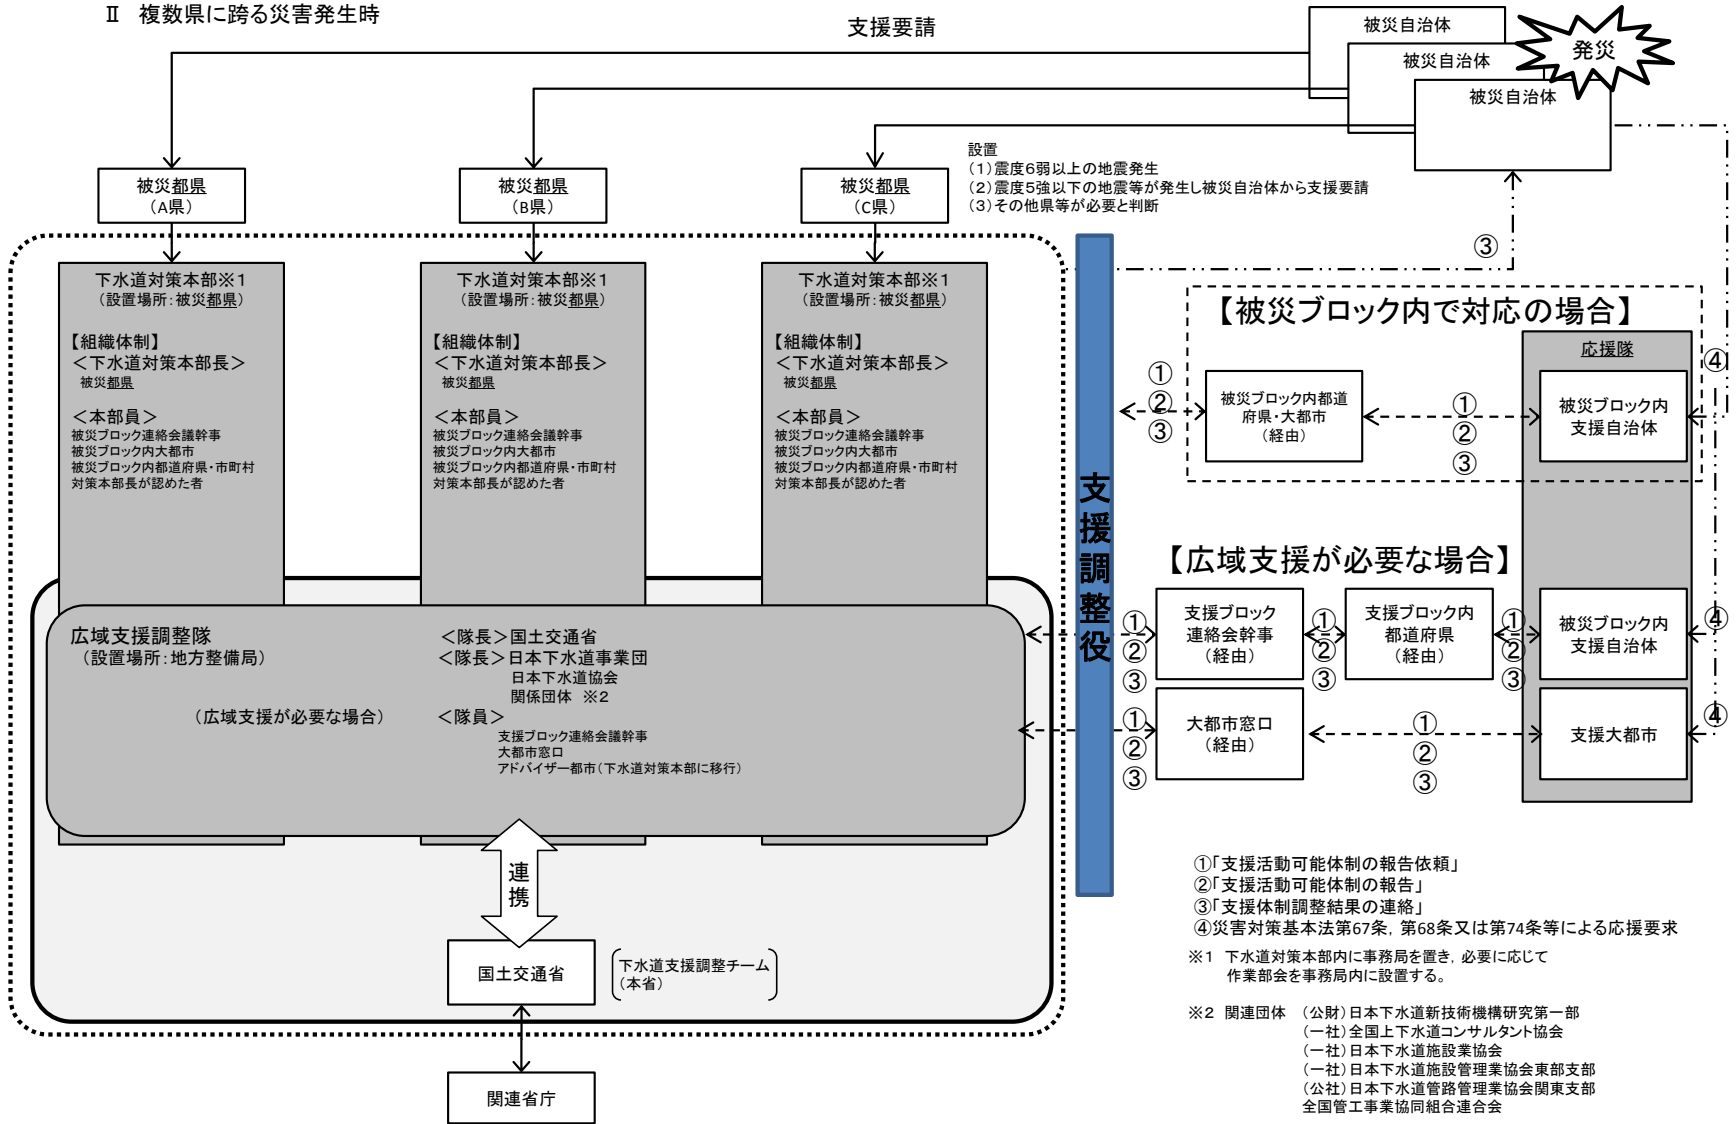 Ⅱ 複数県に跨る災害発生時
支援要請
被災自治体
被災自治体
被災自治体
発災
被災都県
（A県）
被災都県
（B県）
被災都県
（C県）
設置
（1）震度6弱以上の地震発生
（2）震度5強以下の地震等が発生し被災自治体から支援要請
（3）その他県等が必要と判断
③
下水道対策本部※1
（設置場所：被災都県）
【組織体制】
＜下水道対策本部長＞
被災都県
＜本部員＞
被災ブロック連絡会議幹事
被災ブロック内大都市
被災ブロック内都道府県・市町村
対策本部長が認めた者
下水道対策本部※1
（設置場所：被災都県）
【組織体制】
＜下水道対策本部長＞
被災都県
＜本部員＞
被災ブロック連絡会議幹事
被災ブロック内大都市
被災ブロック内都道府県・市町村
対策本部長が認めた者
下水道対策本部※1
（設置場所：被災都県）
【組織体制】
＜下水道対策本部長＞
被災都県
＜本部員＞
被災ブロック連絡会議幹事
被災ブロック内大都市
被災ブロック内都道府県・市町村
対策本部長が認めた者
支援調整役
【被災ブロック内で対応の場合】
応援隊
①
②
③
被災ブロック内都道
府県・大都市
（経由）
①
②
③
被災ブロック内
支援自治体
④
【広域支援が必要な場合】
①
②
③
支援ブロック
連絡会幹事
（経由）
①
②
③
支援ブロック内
都道府県
（経由）
①
②
③
被災ブロック内
支援自治体
④
①
②
③
大都市窓口
（経由）
①
②
③
支援大都市
④
広域支援調整隊
（設置場所：地方整備局）
（広域支援が必要な場合）
＜隊長＞国土交通省
＜隊長＞日本下水道事業団
日本下水道協会
関係団体 ※2
＜隊員＞
支援ブロック連絡会議幹事
大都市窓口
アドバイザー都市（下水道対策本部に移行）
連携
国土交通省
下水道支援調整チーム
（本省）
関連省庁
①「支援活動可能体制の報告依頼」
②「支援活動可能体制の報告」
③「支援体制調整結果の連絡」
④災害対策基本法第67条，第68条又は第74条等による応援要求
※1 下水道対策本部内に事務局を置き，必要に応じて
作業部会を事務局内に設置する。
※2 関連団体 （公財）日本下水道新技術機構研究第一部
（一社）全国上下水道コンサルタント協会
（一社）日本下水道施設業協会
（一社）日本下水道施設管理業協会東部支部
（公社）日本下水道管路管理業協会関東支部
全国管工事業協同組合連合会